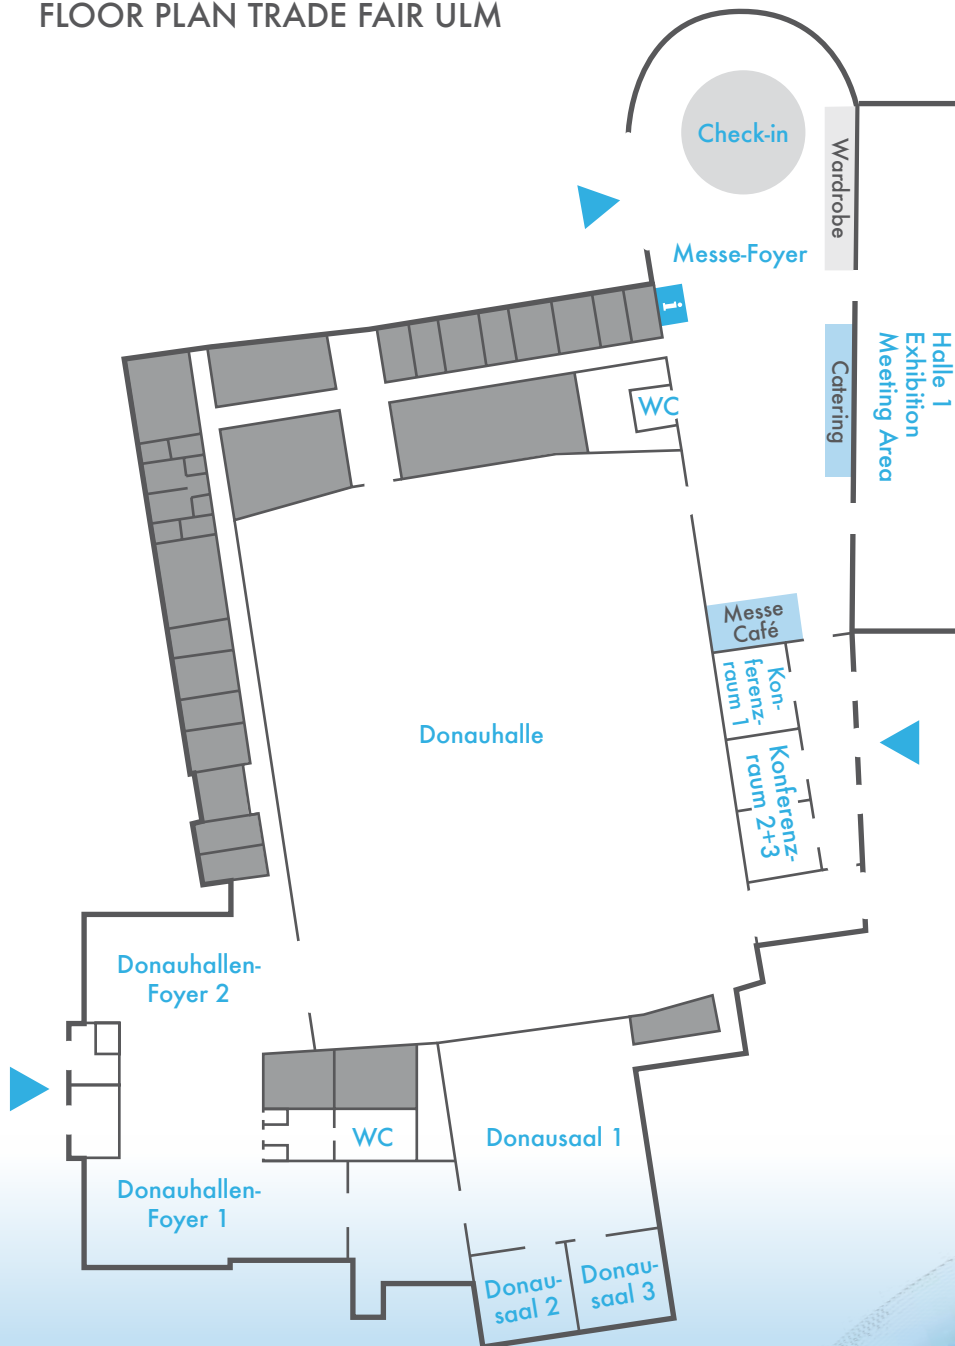 FLOOR PLAN TRADE FAIR ULM
Check-in
Wardrobe
Messe-Foyer
i
Halle 1
Exhibition
Meeting Area
Catering
WC
Messe
Café
Kon-
ferenz-
raum 1
Donauhalle
Konferenz-
raum 2+3
Donauhallen-
Foyer 2
WC
Donausaal 1
Donauhallen-
Foyer 1
Donau-
saal 2
Donau-
saal 3